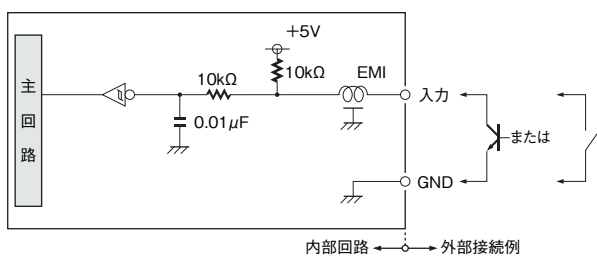 +5V
10kΩ
EMI
10kΩ
主回路
入力
0.01μF
または
GND
内部回路
外部接続例